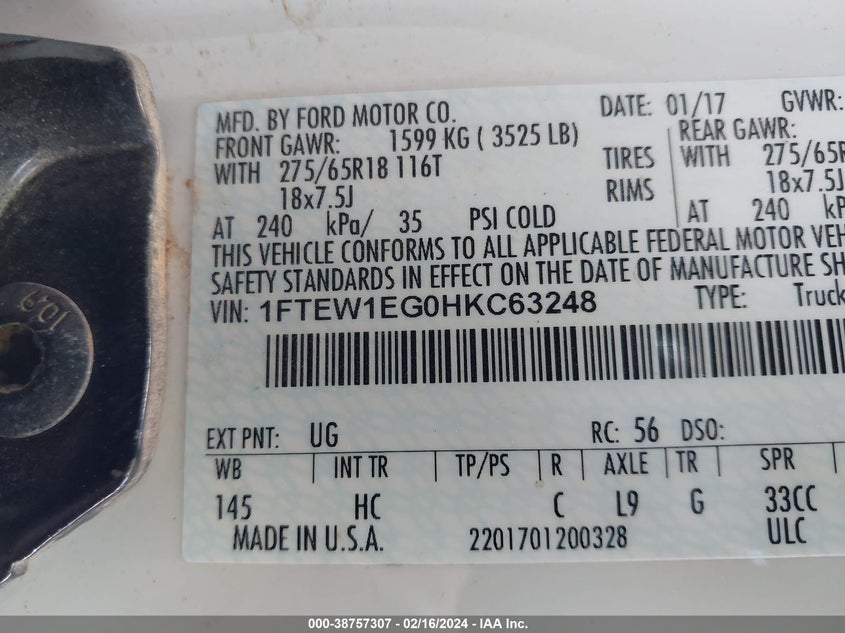 MFD. BY FORD MOTOR CO. DATE: 01/17 GVWR:
FRONT GAWR: 1599 KG ( 3525 LB) REAR GAWR:
WITH 275/65R18 116T TIRES WITH 275/65R
18x7.5J RIMS 18x7.5J
AT 240 kPa/ 35 PSI COLD AT 240 kP
THIS VEHICLE CONFORMS TO ALL APPLICABLE FEDERAL MOTOR VEH
SAFETY STANDARDS IN EFFECT ON THE DATE OF MANUFACTURE SH
VIN: 1FTEW1EG0HKC63248 TYPE: Truck
EXT PNT: UG RC: 56 DSO:
WB INT TR TP/PS R AXLE TR SPR
145 HC C L9 G 33CC
MADE IN U.S.A. 2201701200328 ULC
10.9
000-38757307 - 02/16/2024 - IAA Inc.